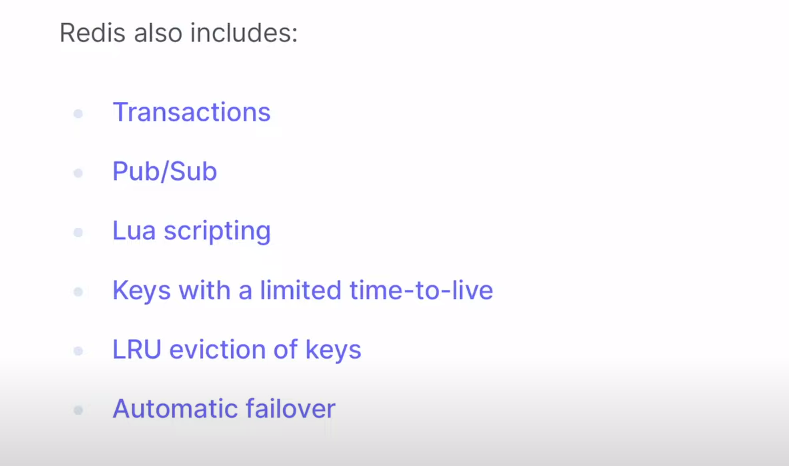 Redis also includes:
Transactions
Pub/Sub
Lua scripting
Keys with a limited time-to-live
LRU eviction of keys
Automatic failover